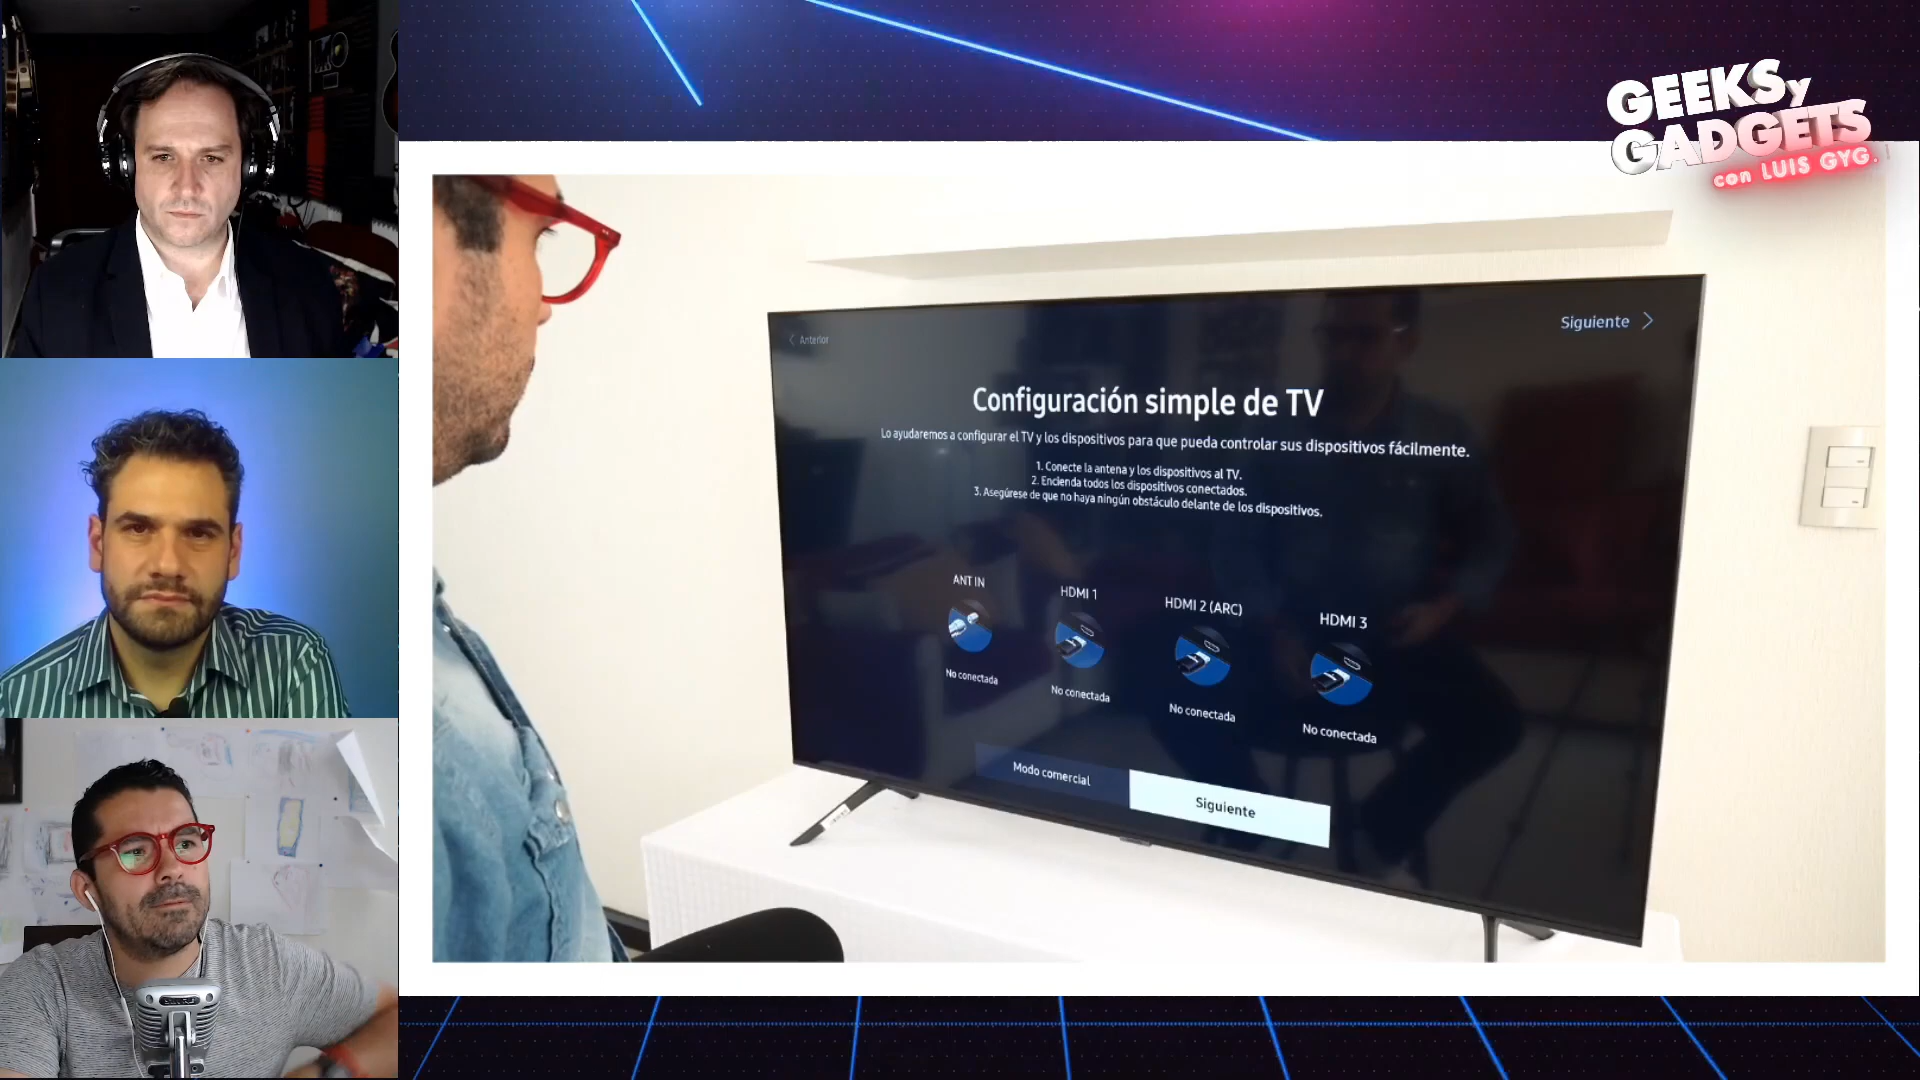 GEEKS y
GADGETS
con LUIS GYG.
Anterior
Siguiente
Configuración simple de TV
Lo ayudaremos a configurar el TV y los dispositivos para que pueda controlar sus dispositivos fácilmente.
1. Conecte la antena y los dispositivos al TV.
2. Encienda todos los dispositivos conectados.
3. Asegúrese de que no haya ningún obstáculo delante de los dispositivos.
ANT IN
HDMI 1
HDMI 2 (ARC)
HDMI 3
No conectada
No conectada
No conectada
No conectada
Modo comercial
Siguiente